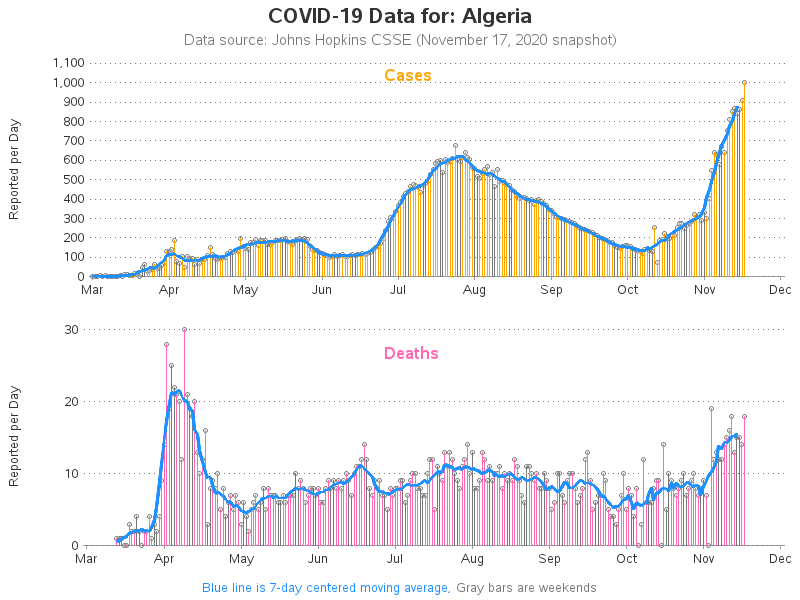 COVID-19 Data for: Algeria
Data source: Johns Hopkins CSSE (November 17, 2020 snapshot)
Cases
Reported per Day
1,100
1,000
900
800
700
600
500
400
300
200
100
0
Mar Apr May Jun Jul Aug Sep Oct Nov Dec
Deaths
Reported per Day
30
20
10
0
Mar Apr May Jun Jul Aug Sep Oct Nov Dec
Blue line is 7-day centered moving average, Gray bars are weekends